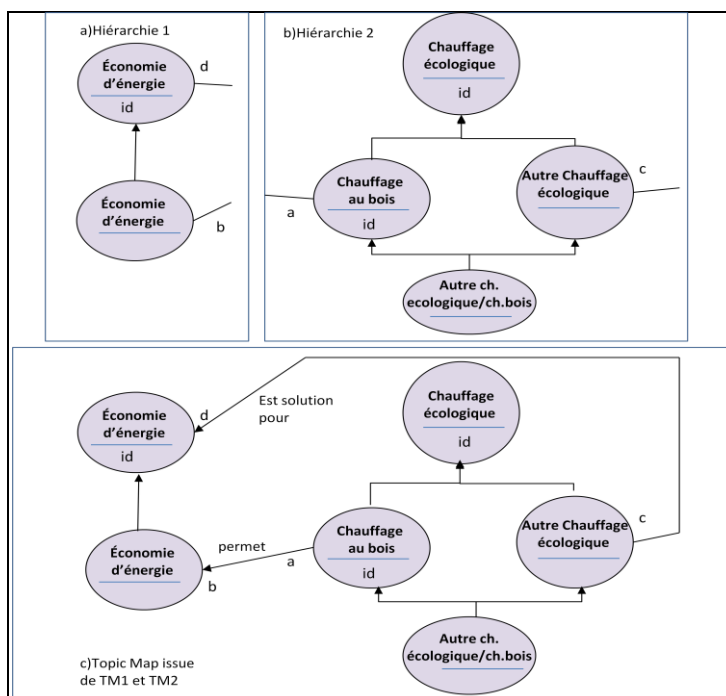 a)Hiérarchie 1
Économie
d'énergie
id
d
Économie
d'énergie
b
b)Hiérarchie 2
Chauffage
écologique
id
Chauffage
au bois
id
a
Autre Chauffage
écologique
c
Autre ch.
ecologique/ch.bois
Économie
d'énergie
id
d
Est solution
pour
Chauffage
écologique
id
Économie
d'énergie
b
permet
a
Chauffage
au bois
id
Autre Chauffage
écologique
c
Autre ch.
écologique/ch.bois
c)Topic Map issue
de TM1 et TM2